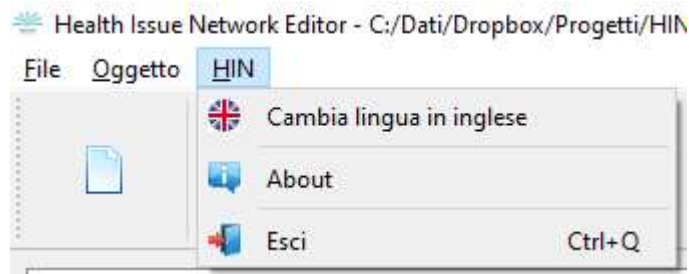 Health Issue Network Editor - C:/Dati/Dropbox/Progetti/HIN
File Oggetto HIN
Cambia lingua in inglese
About
Esci Ctrl+Q